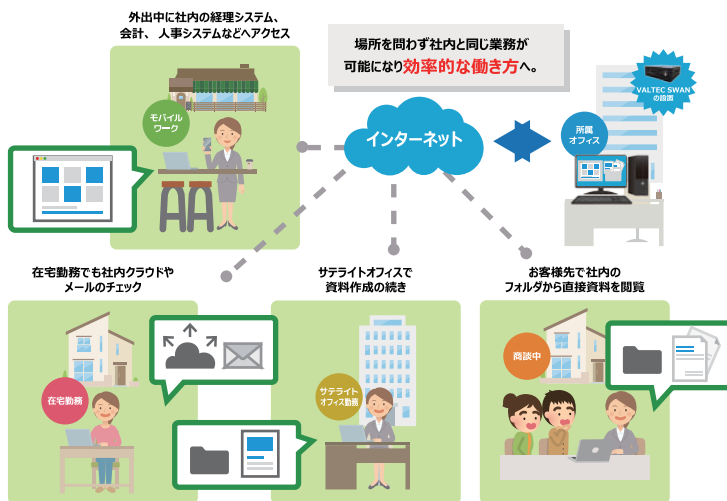 外出中に社内の経理システム、
会計、人事システムなどへアクセス
場所を問わず社内と同じ業務が
可能になり効率的な働き方へ。
モバイル
ワーク
インターネット
VALTEC SWAN
の設置
所属
オフィス
在宅勤務でも社内クラウドや
メールのチェック
サテライトオフィスで
資料作成の続き
お客様先で社内の
フォルダから直接資料を閲覧
在宅勤務
サテライト
オフィス勤務
商談中